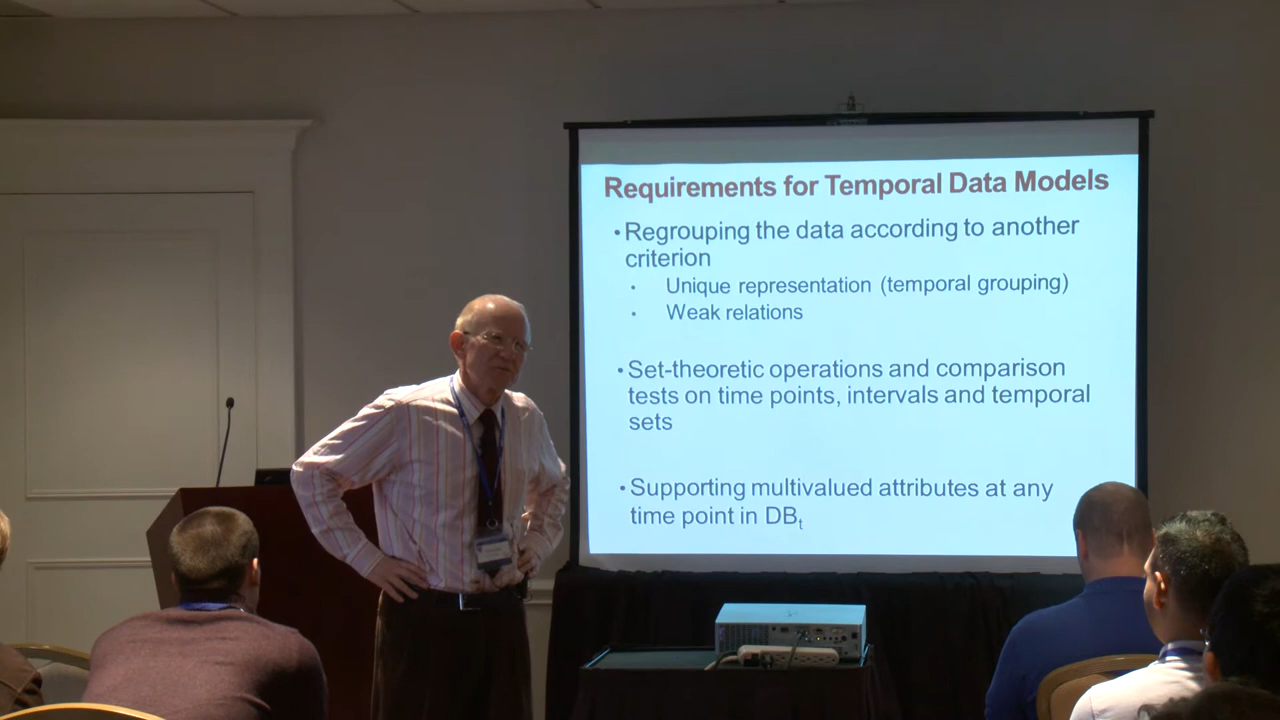 Requirements for Temporal Data Models
•Regrouping the data according to another
criterion
• Unique representation (temporal grouping)
• Weak relations
•Set-theoretic operations and comparison
tests on time points, intervals and temporal
sets
•Supporting multivalued attributes at any
time point in DBt